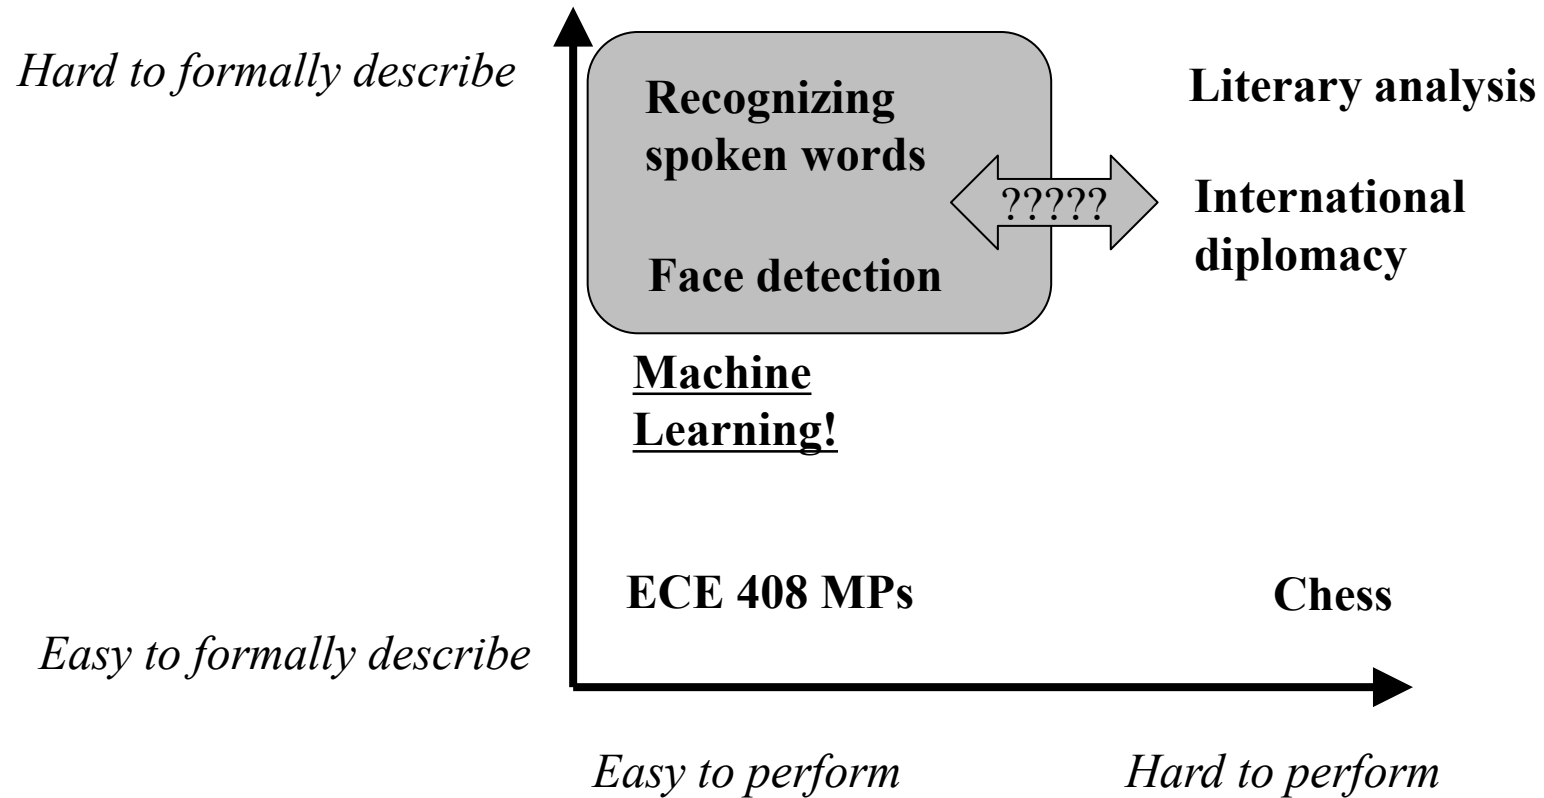 Hard to formally describe
Recognizing
spoken words
Literary analysis
?????
International
diplomacy
Face detection
Machine
Learning!
ECE 408 MPs
Chess
Easy to formally describe
Easy to perform
Hard to perform